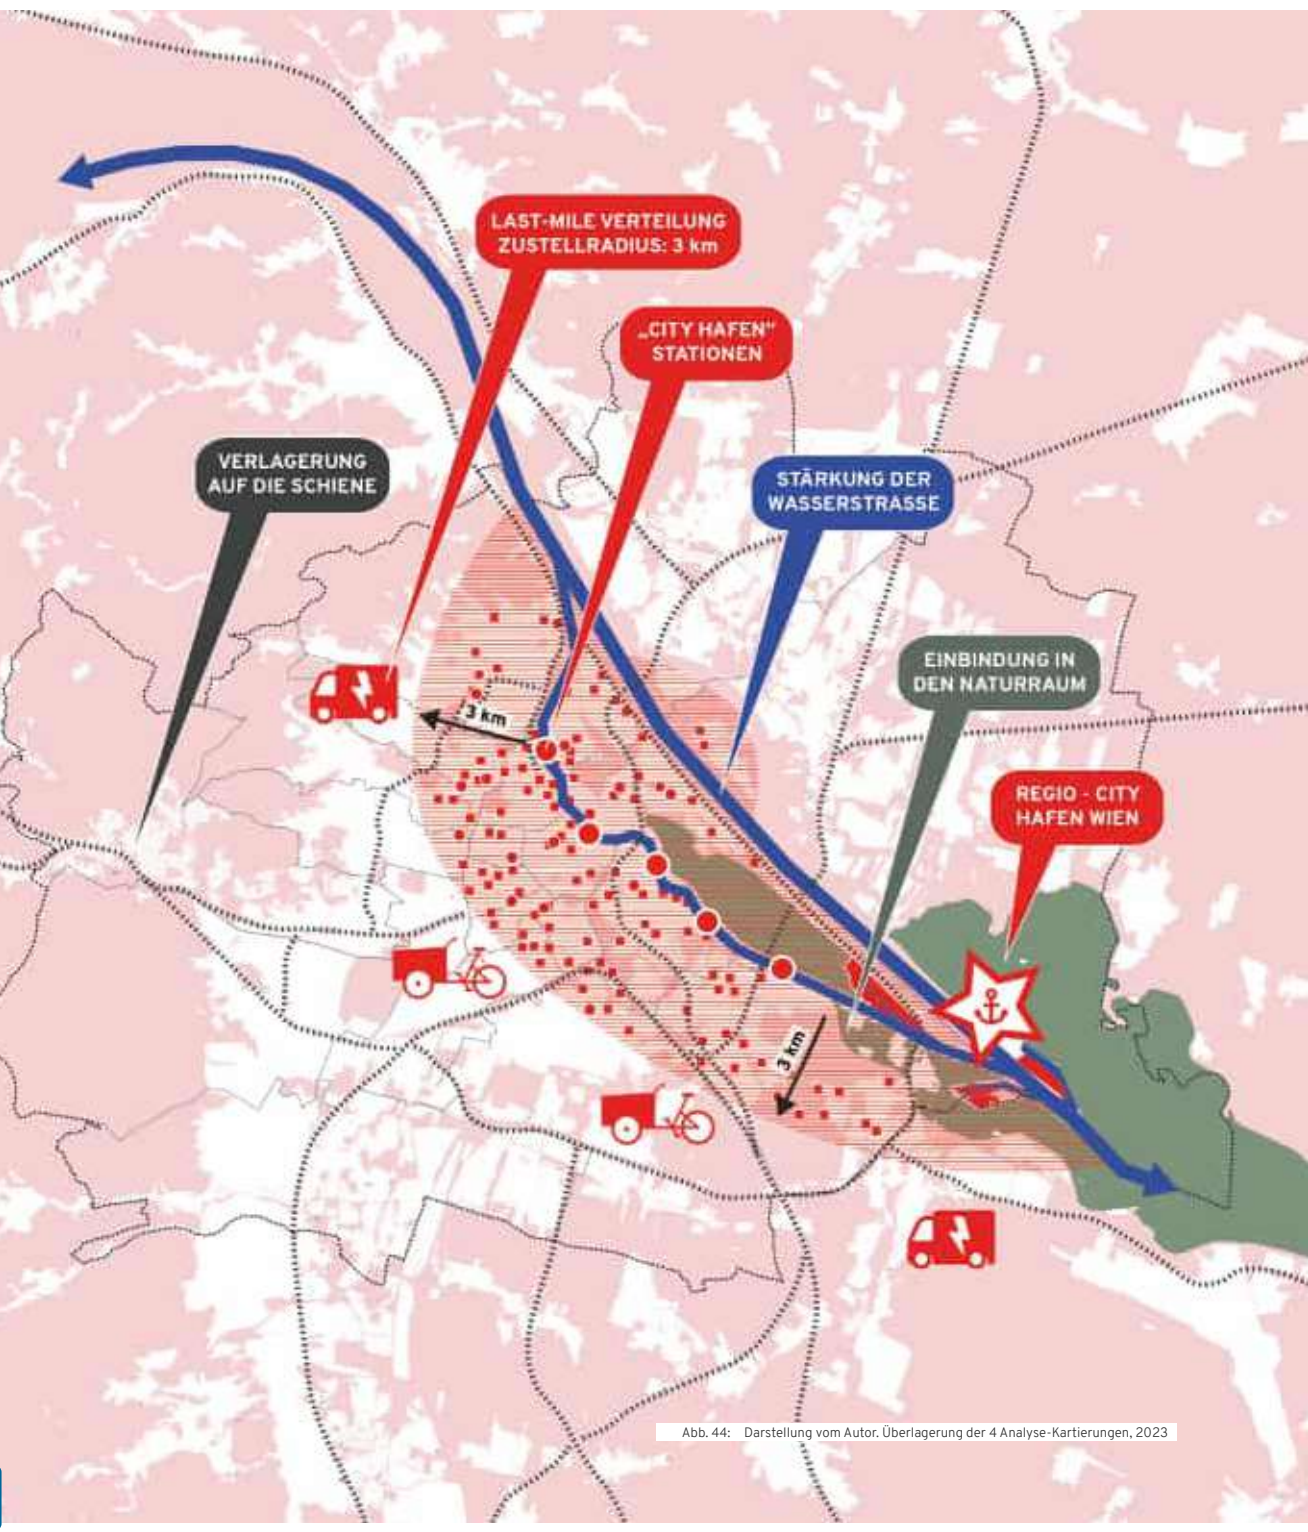 LAST-MILE VERTEILUNG
ZUSTELLRADIUS: 3 km
„CITY HAFEN"
STATIONEN
VERLAGERUNG
AUF DIE SCHIENE
STÄRKUNG DER
WASSERSTRASSE
EINBINDUNG IN
DEN NATURRAUM
3 km
REGIO - CITY
HAFEN WIEN
3 km
Abb. 44: Darstellung vom Autor. Überlagerung der 4 Analyse-Kartierungen, 2023